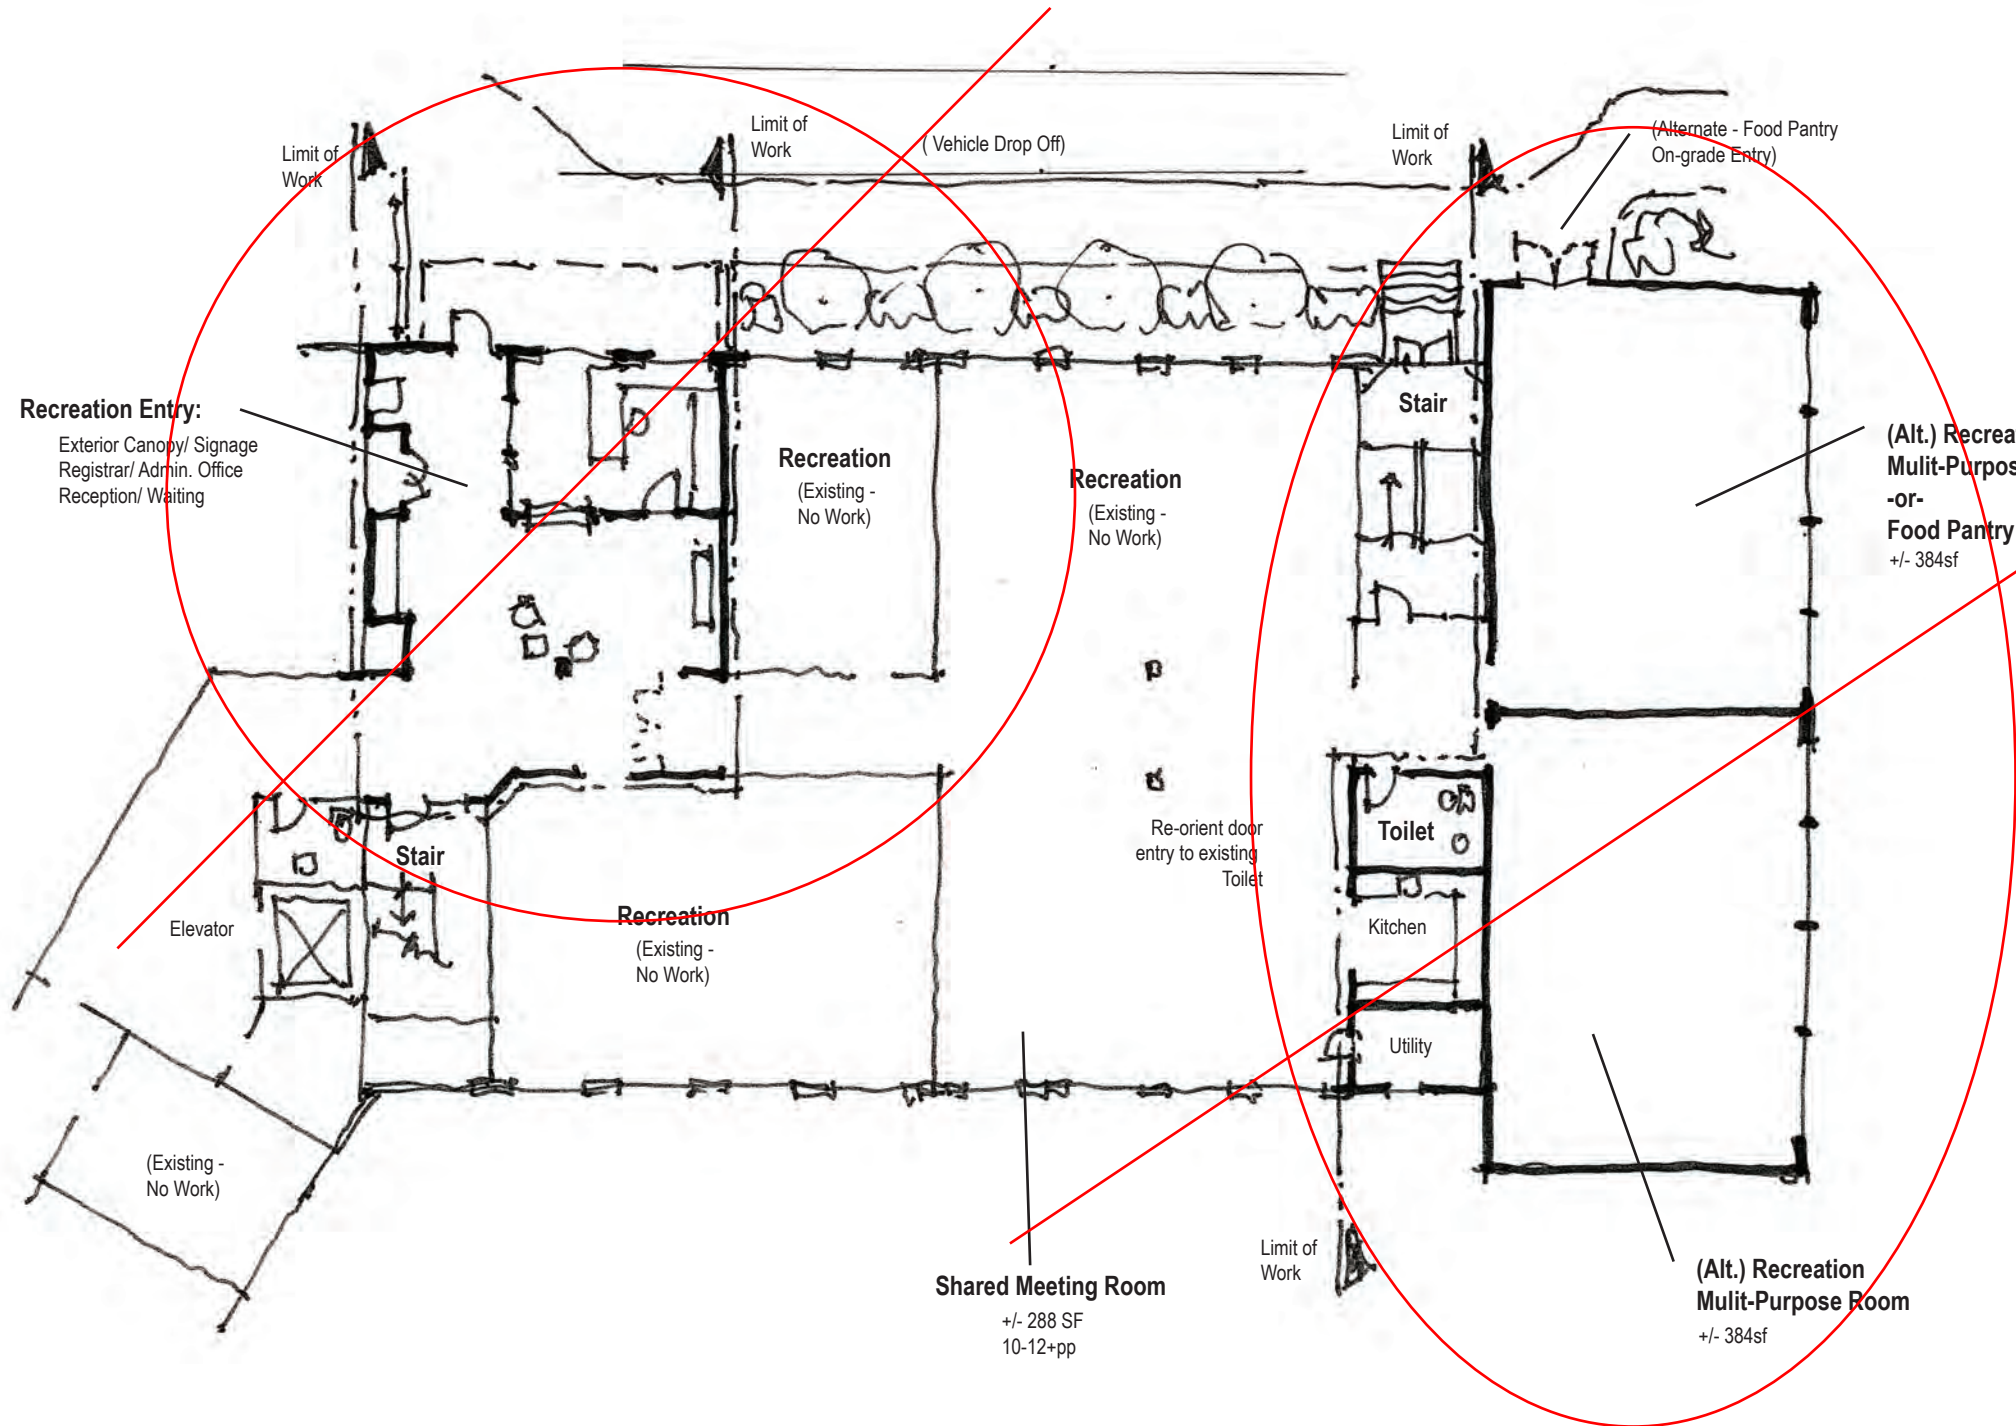 Limit of
Work
Limit of
Work
( Vehicle Drop Off)
Limit of
Work
(Alternate - Food Pantry
On-grade Entry)
Recreation Entry:
Exterior Canopy/ Signage
Registrar/ Admin. Office
Reception/ Waiting
Recreation
(Existing -
No Work)
Recreation
(Existing -
No Work)
Stair
(Alt.) Recrea
Mulit-Purpos
-or-
Food Pantry
+/- 384sf
Re-orient door
entry to existing
Toilet
Toilet
Stair
Elevator
Recreation
(Existing -
No Work)
Kitchen
Utility
(Existing -
No Work)
Shared Meeting Room
+/- 288 SF
10-12+pp
Limit of
Work
(Alt.) Recreation
Mulit-Purpose Room
+/- 384sf